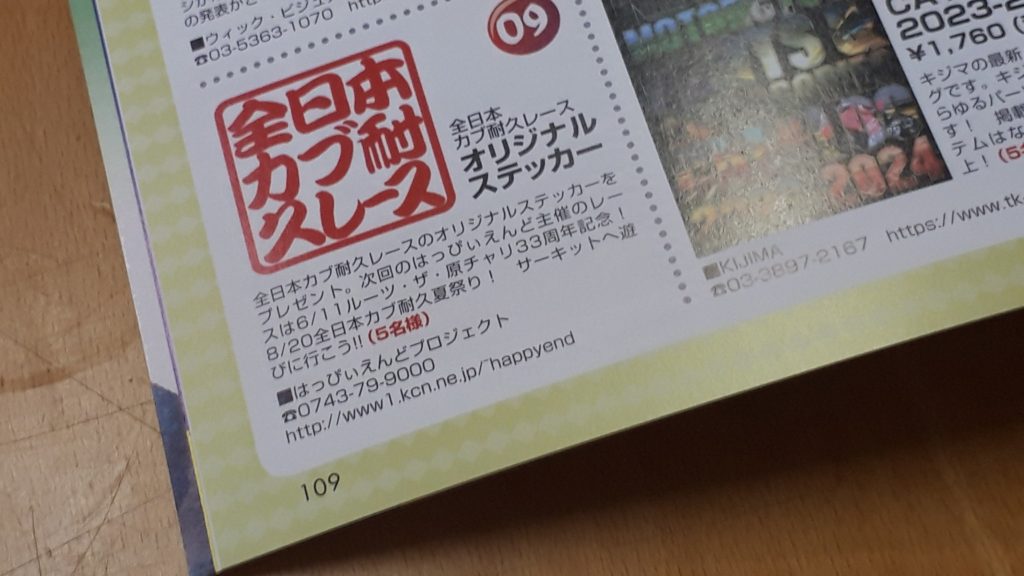 の発表かど
■ウィック・ビジュ
☎03-5363-1070
09
全日本
カブ耐
久レース
全日本
カブ耐久レース
オリジナル
ステッカー
全日本カブ耐久レースのオリジナルステッカーを
プレゼント。次回のはっぴぃえんど主催のレー
スは6/11ルーツ・ザ・原チャリ33周年記念！
8/20全日本カブ耐久夏祭り！ サーキットへ遊
びに行こう!!(5名様)
■はっぴぃえんどプロジェクト
☎0743-79-9000
http://www1.kcn.ne.jp/~happyend
109
2024
■KIJIMA
☎03-3897-2167 https://www.tk
2023-2
¥1,760
キジマの最新
グです。キジ
らゆるパー
す！ 掲載
テムはな
上！(5名